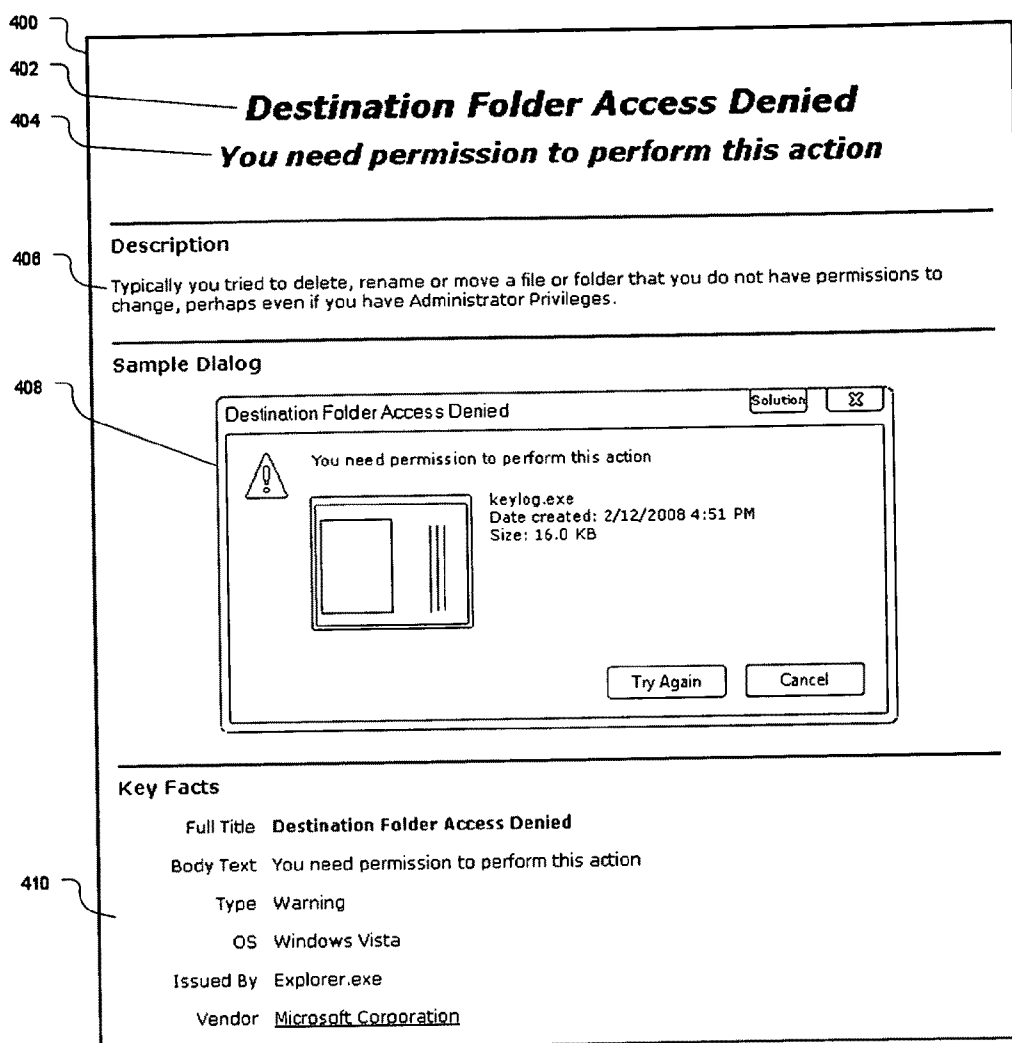 400
402
Destination Folder Access Denied
404
You need permission to perform this action
Description
406
Typically you tried to delete, rename or move a file or folder that you do not have permissions to
change, perhaps even if you have Administrator Privileges.
Sample Dialog
408
Destination Folder Access Denied
Solution
You need permission to perform this action
keylog.exe
Date created: 2/12/2008 4:51 PM
Size: 16.0 KB
Try Again
Cancel
Key Facts
Full Title Destination Folder Access Denied
Body Text You need permission to perform this action
410
Type Warning
OS Windows Vista
Issued By Explorer.exe
Vendor Microsoft Corporation